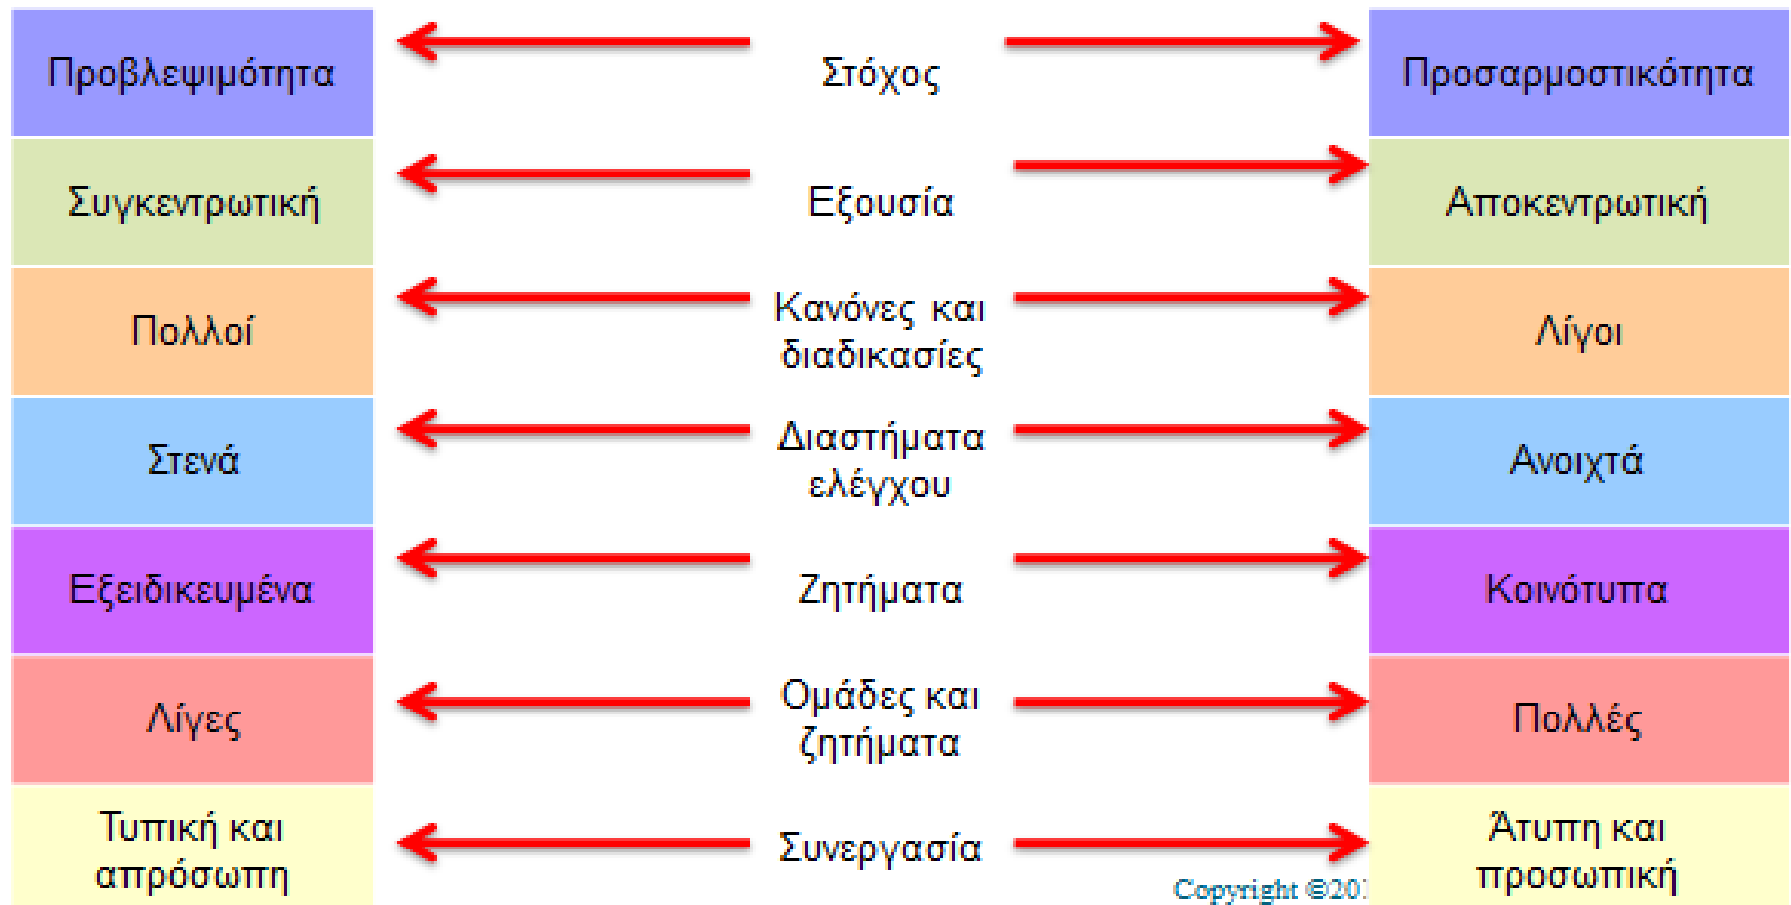 Προβλεψιμότητα Στόχος Προσαρμοστικότητα
Συγκεντρωτική Εξουσία Αποκεντρωτική
Πολλοί Κανόνες και διαδικασίες Λίγοι
Στενά Διαστήματα ελέγχου Ανοιχτά
Εξειδικευμένα Ζητήματα Κοινότυπα
Λίγες Ομάδες και ζητήματα Πολλές
Τυπική και απρόσωπη Συνεργασία Άτυπη και προσωπική
Copyright ©201